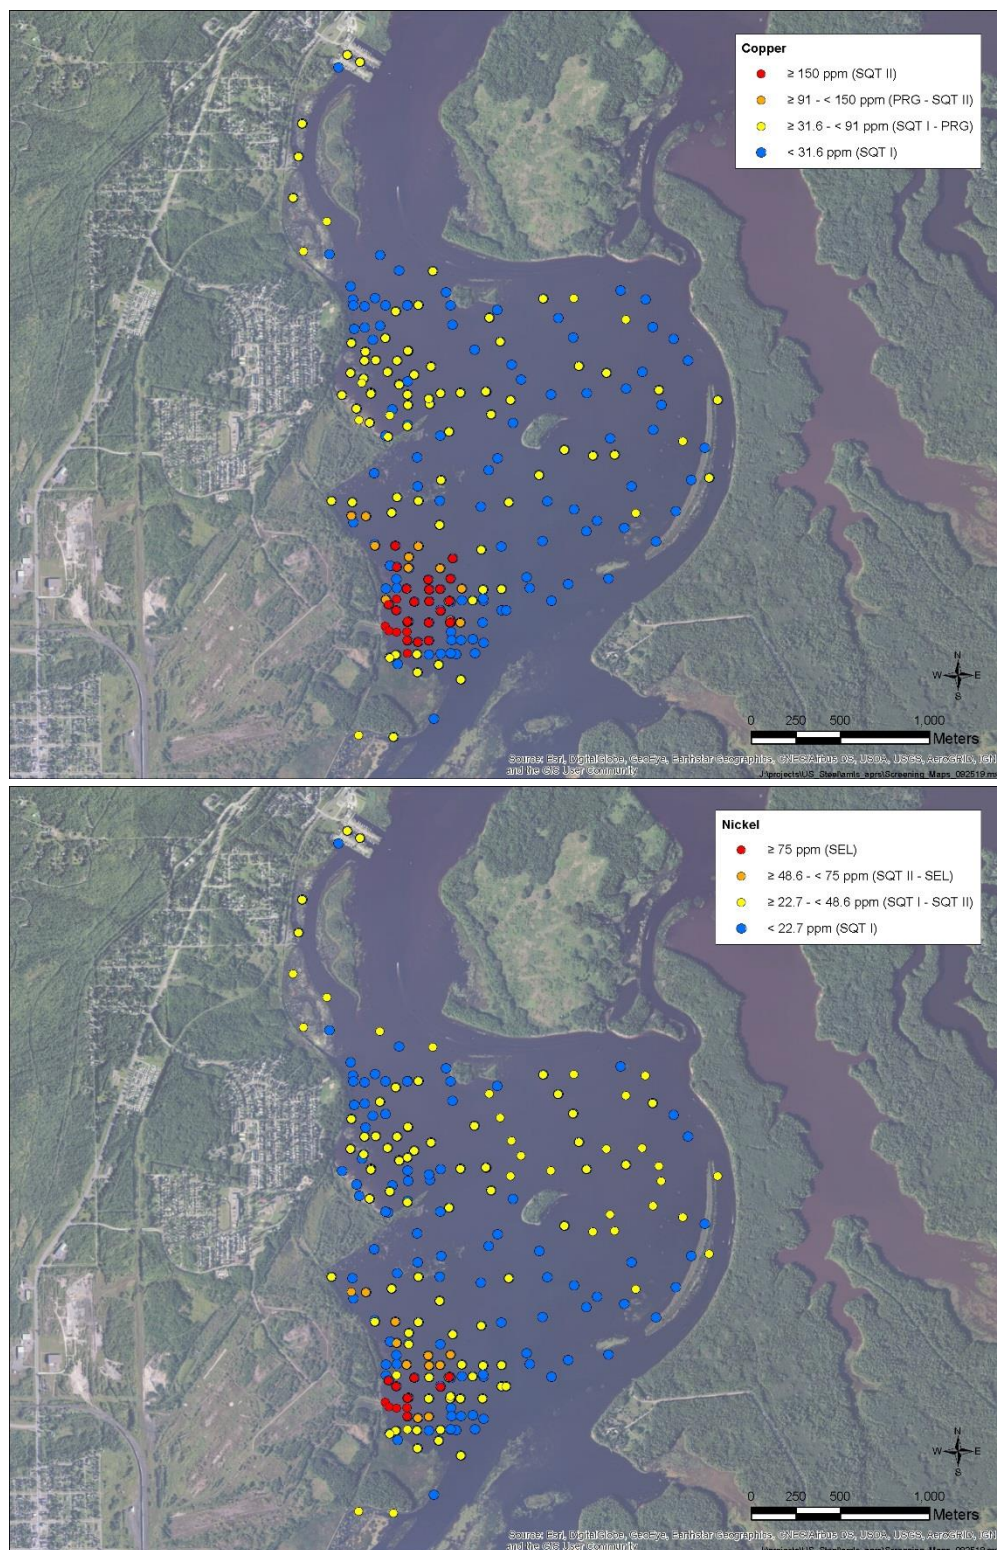 Copper
≥ 150 ppm (SQT II)
≥ 91 - < 150 ppm (PRG - SQT II)
≥ 31.6 - < 91 ppm (SQT I - PRG)
< 31.6 ppm (SQT I)
N
W E
S
0 250 500 1,000
Meters
Source: Esri, DigitalGlobe, GeoEye, Earthstar Geographics, CNES/Airbus DS, USDA, USGS, AeroGRID, IGN
and the GIS User Community
Nickel
≥ 75 ppm (SEL)
≥ 48.6 - < 75 ppm (SQT II - SEL)
≥ 22.7 - < 48.6 ppm (SQT I - SQT II)
< 22.7 ppm (SQT I)
N
W E
S
0 250 500 1,000
Meters
Source: Esri, DigitalGlobe, GeoEye, Earthstar Geographics, CNES/Airbus DS, USDA, USGS, AeroGRID, IGN
and the GIS User Community